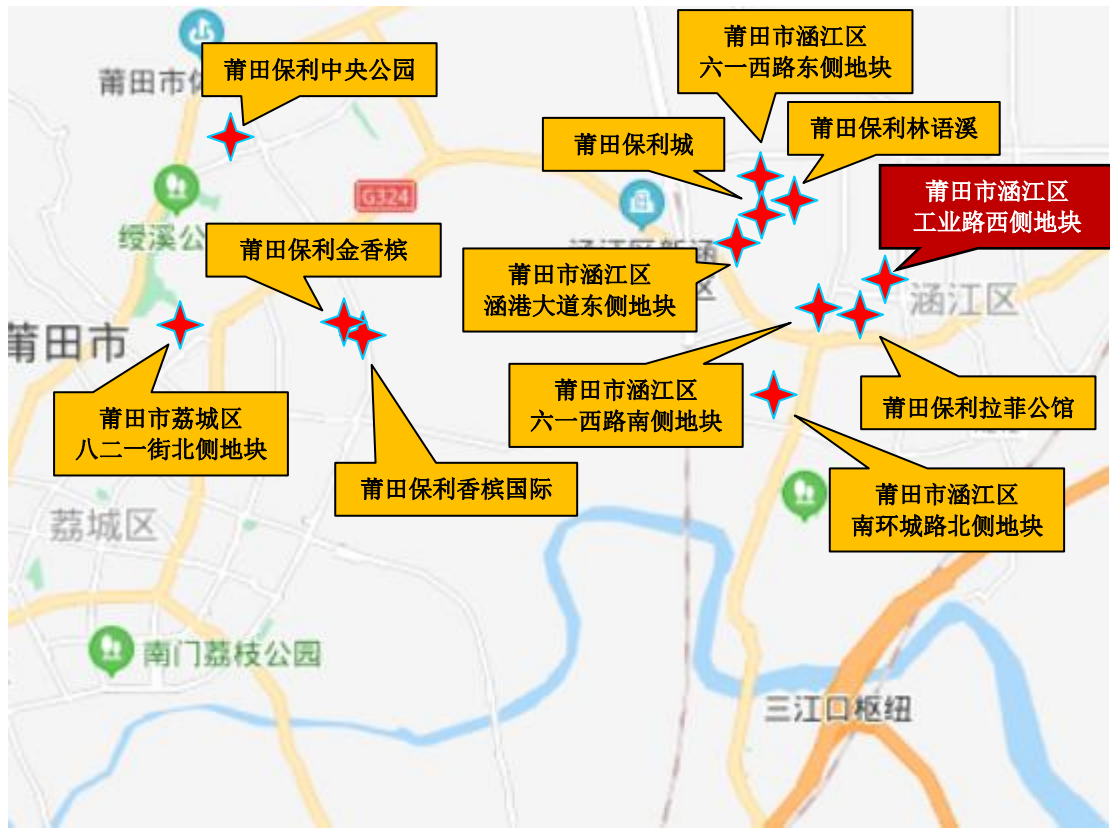 莆田市涵江区
六一西路东侧地块
莆田保利中央公园
莆田市体
莆田保利林语溪
莆田保利城
莆田市涵江区
工业路西侧地块
G324
绶溪公
莆田保利金香槟
莆田市涵江区
涵港大道东侧地块
涵江区
莆田市
莆田市涵江区
六一西路南侧地块
莆田保利拉菲公馆
莆田市荔城区
八二一街北侧地块
莆田保利香槟国际
莆田市涵江区
南环城路北侧地块
荔城区
南门荔枝公园
三江口枢纽